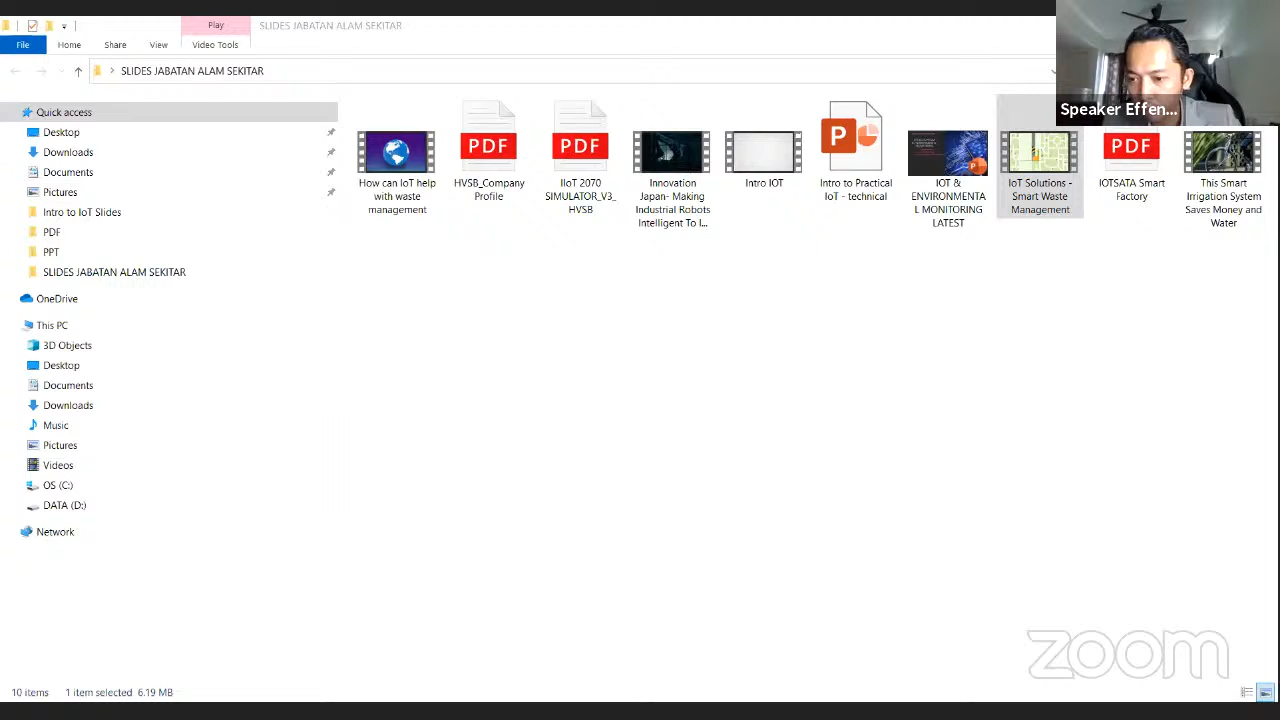 Play
SLIDES JABATAN ALAM SEKITAR
File
Home
Share
View
Video Tools
SLIDES JABATAN ALAM SEKITAR
Speaker Effen...
Quick access
Desktop
Downloads
Documents
Pictures
Intro to IoT Slides
PDF
PPT
SLIDES JABATAN ALAM SEKITAR
OneDrive
This PC
3D Objects
Desktop
Documents
Downloads
Music
Pictures
Videos
OS (C:)
DATA (D:)
Network
How can IoT help
with waste
management
PDF
HVSB_Company
Profile
PDF
IIoT 2070
SIMULATOR_V3_
HVSB
Innovation
Japan- Making
Industrial Robots
Intelligent To I...
Intro IOT
P
Intro to Practical
IoT - technical
IOT &
ENVIRONMENTA
L MONITORING
LATEST
IoT Solutions -
Smart Waste
Management
PDF
IOTSATA Smart
Factory
This Smart
Irrigation System
Saves Money and
Water
zoom
10 items
1 item selected 6.19 MB